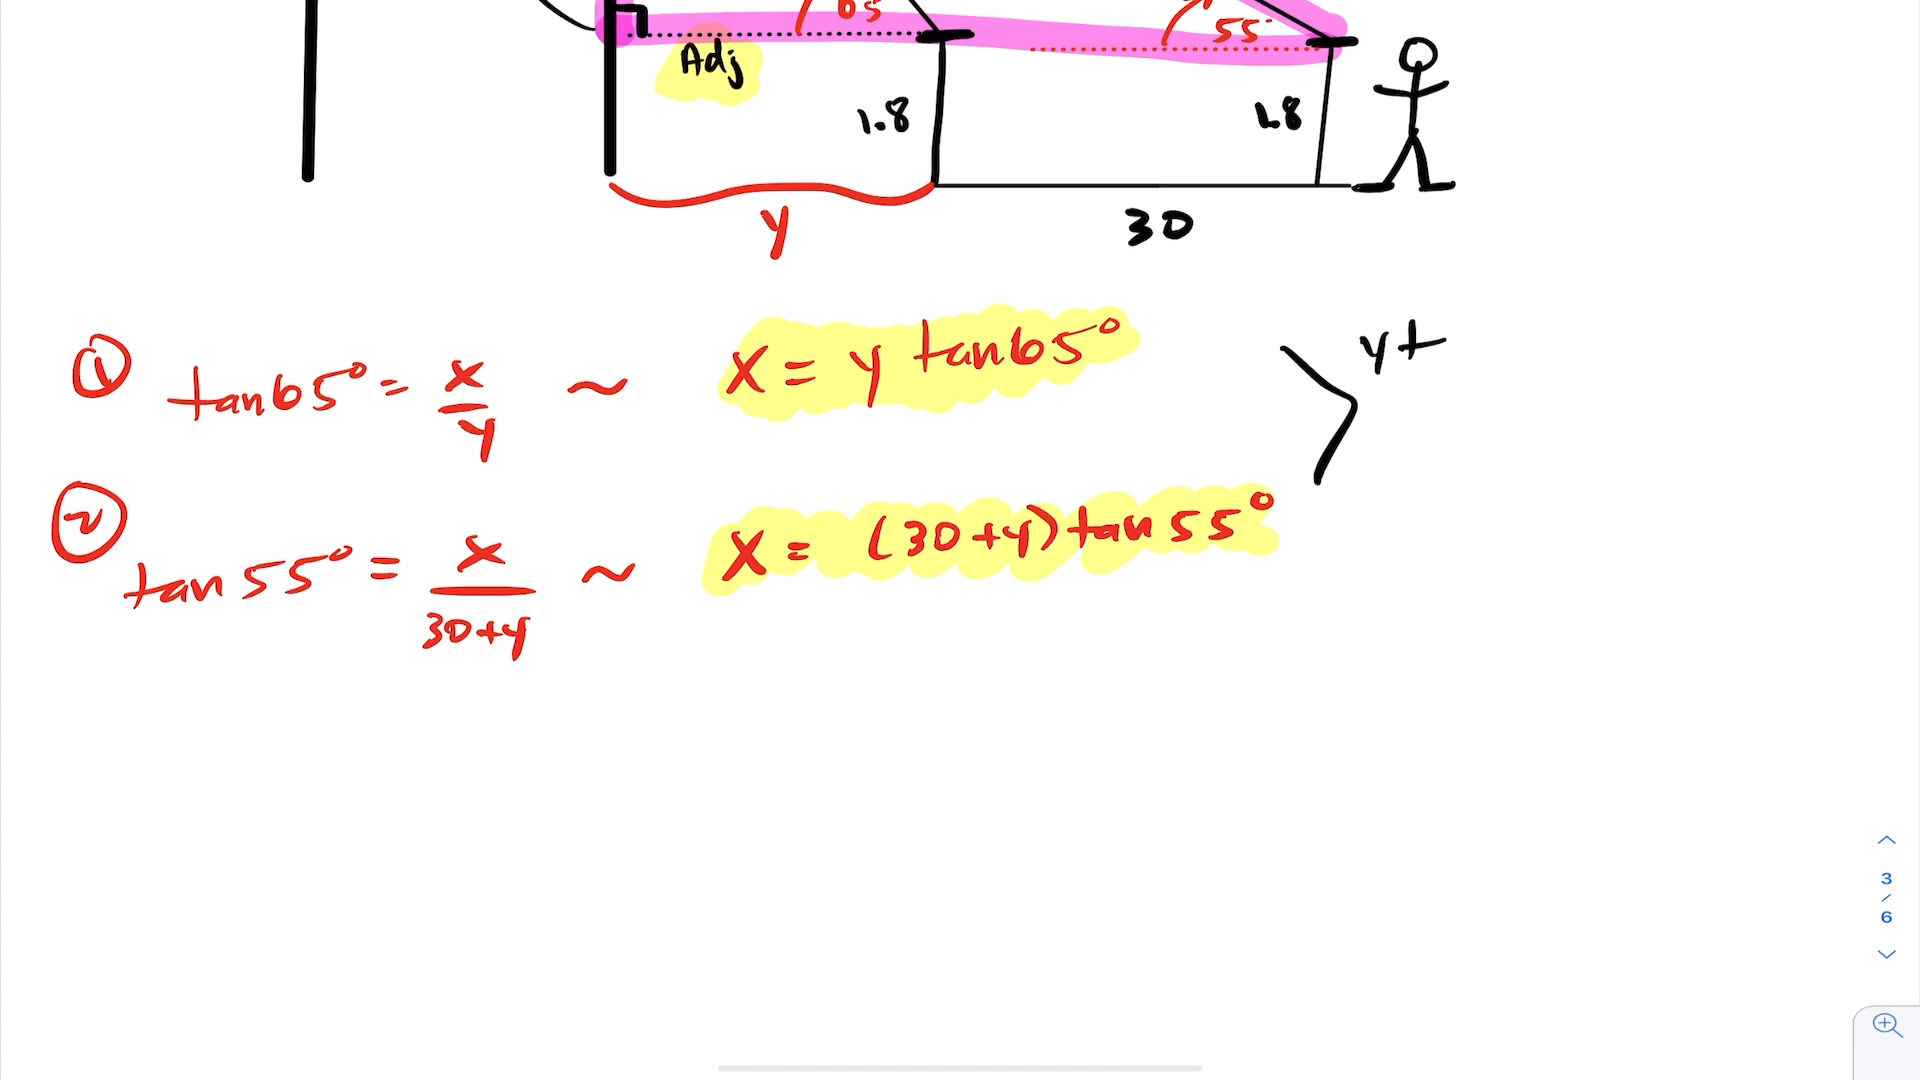 65
55°
Adj
1.8
1.8
y
30
① tan65° = x/y ~ x = y tan65°
y t
② tan55° = x/30+y ~ x = (30+y) tan55°
3
/
6